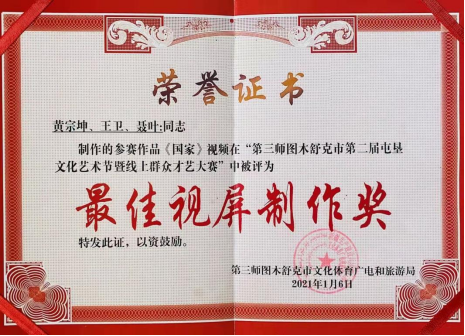 荣誉证书
黄宗坤、王卫、聂叶:同志
制作的参赛作品《国家》视频在“第三师图木舒克市第二届屯垦
文化艺术节暨线上群众才艺大赛”中被评为
最佳视屏制作奖
特发此证，以资鼓励。
第三师图木舒克市文化体育广电和旅游局
2021年1月6日